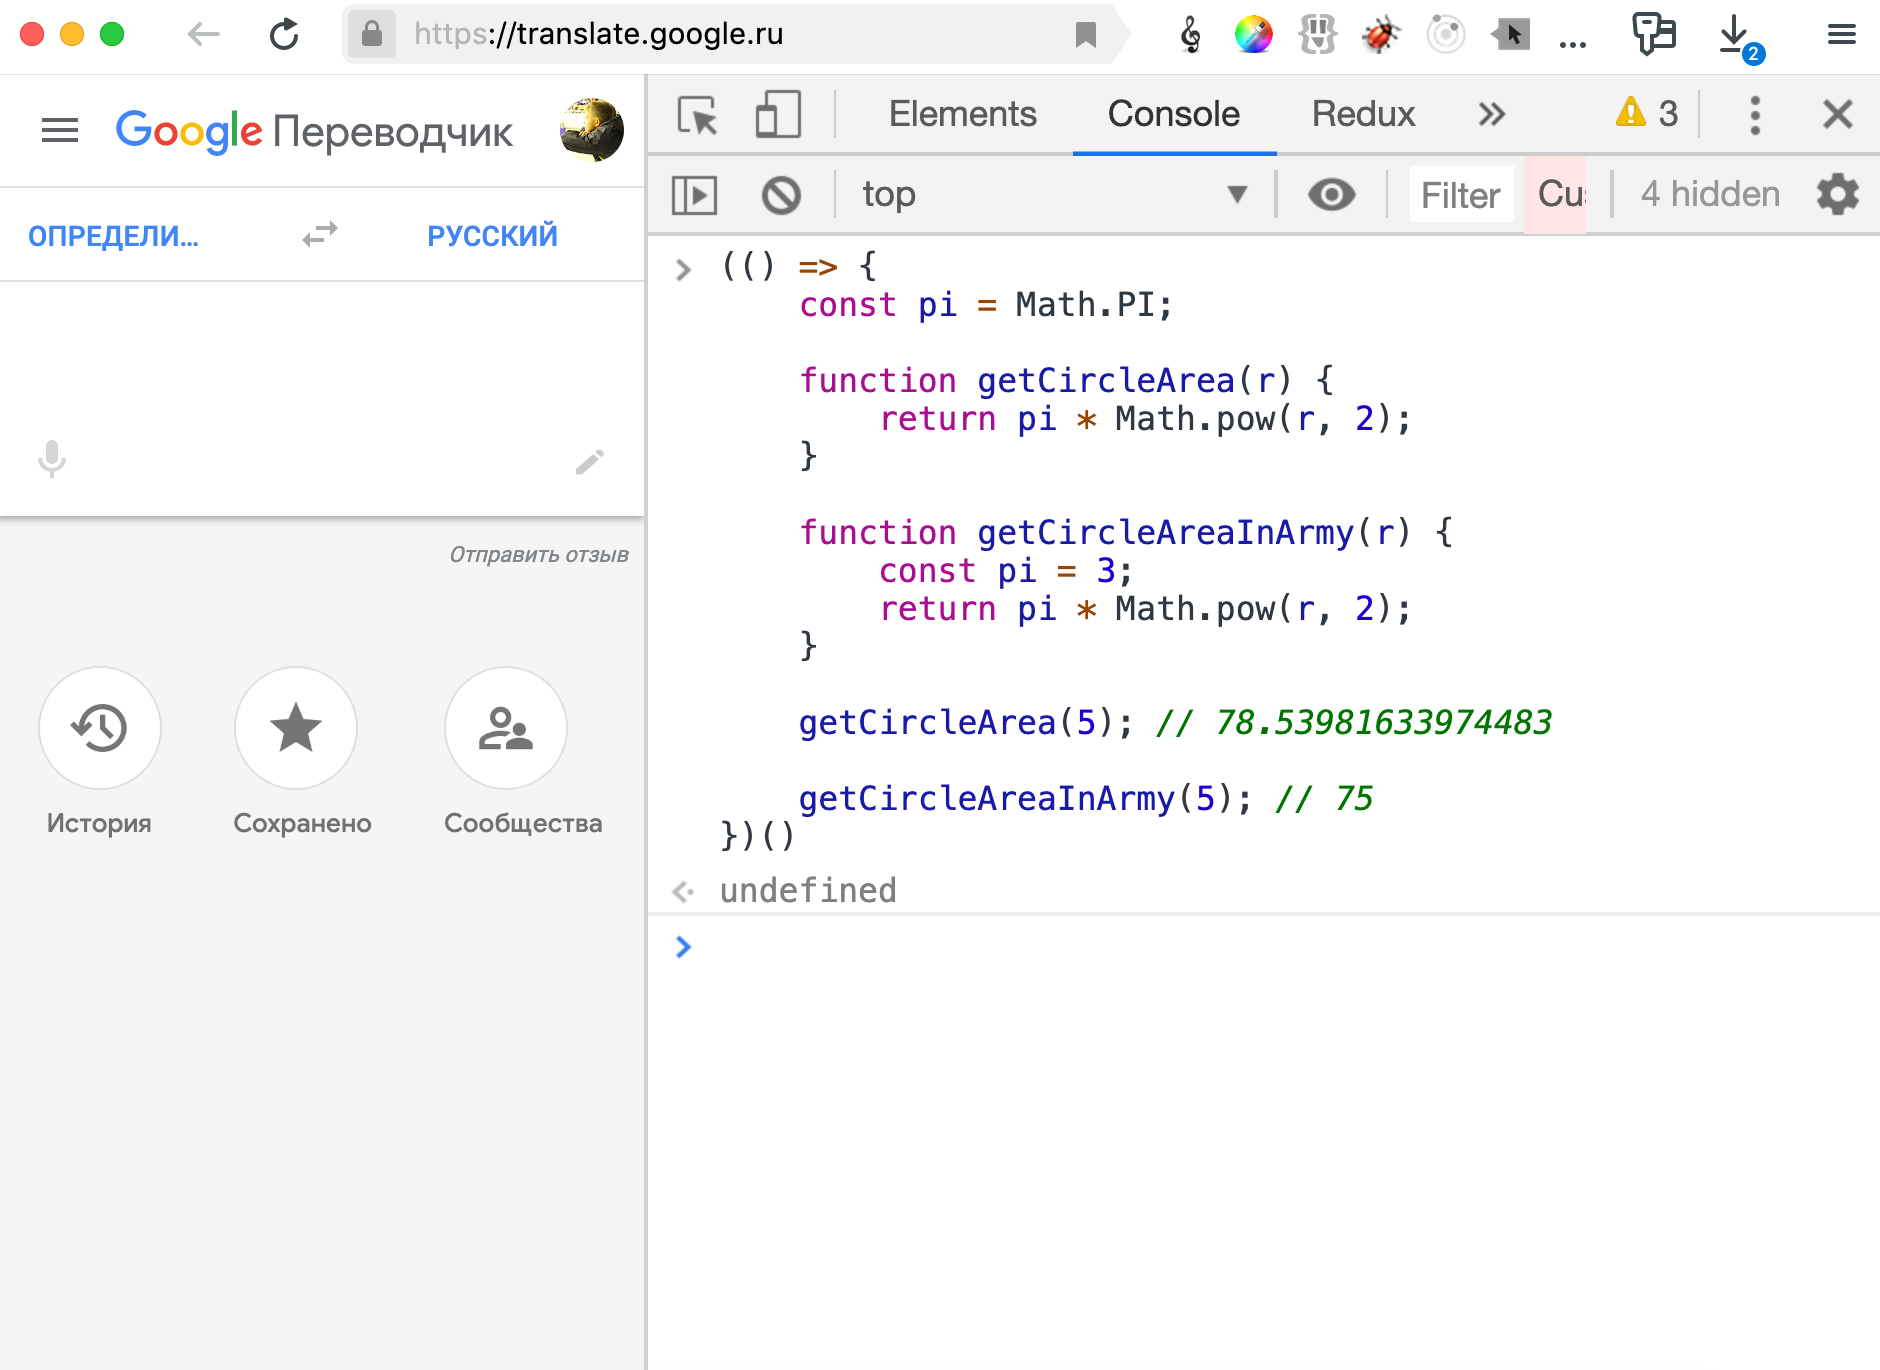 https://translate.google.ru
...
2
Google Переводчик
ОПРЕДЕЛИ...
РУССКИЙ
Отправить отзыв
История
Сохранено
Сообщества
Elements
Console
Redux
3
top
Filter
4 hidden
(() => {
    const pi = Math.PI;
    function getCircleArea(r) {
        return pi * Math.pow(r, 2);
    }
    function getCircleAreaInArmy(r) {
        const pi = 3;
        return pi * Math.pow(r, 2);
    }
    getCircleArea(5); // 78.53981633974483
    getCircleAreaInArmy(5); // 75
})()
undefined